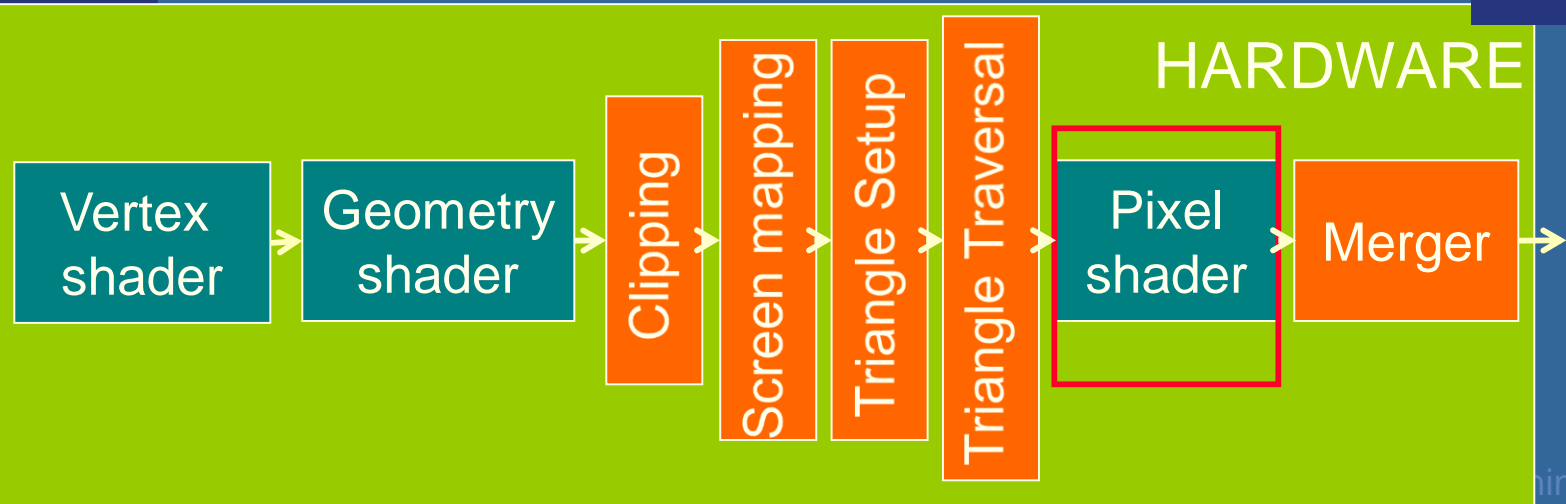 HARDWARE
Vertex
shader
Geometry
shader
Clipping
Screen mapping
Triangle Setup
Triangle Traversal
Pixel
shader
Merger